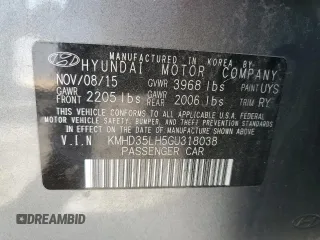 MANUFACTURED IN KOREA BY
HYUNDAI MOTOR COMPANY
NOV/08/15 GVWR 3968 lbs PAINT UYS
GAWR FRONT 2205 lbs GAWR REAR 2006 lbs TRIM RY
THIS VEHICLE CONFORMS TO ALL APPLICABLE U.S. FEDERAL
MOTOR VEHICLE SAFETY, BUMPER, AND THEFT PREVENTION
STANDARDS IN EFFECT ON THE DATE OF MANUFACTURE
SHOWN ABOVE.
V.I.N KMHD35LH5GU318038
PASSENGER CAR
DCARBIDDING